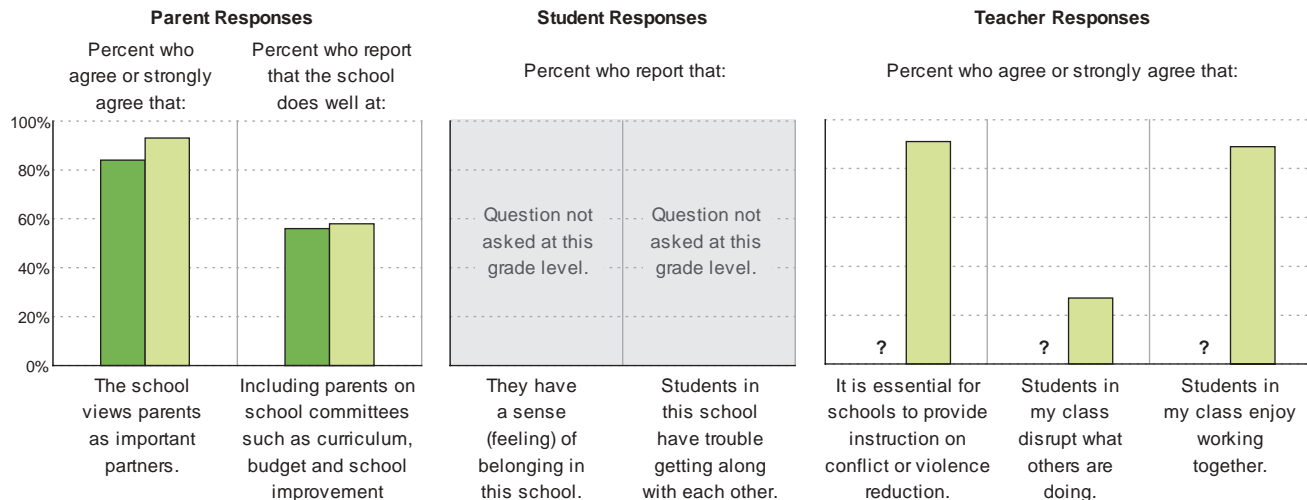 Parent Responses
Percent who
agree or strongly
agree that:
Percent who report
that the school
does well at:
100%
80%
60%
40%
20%
0%
The school
views parents
as important
partners.
Including parents on
school committees
such as curriculum,
budget and school
improvement
Student Responses
Percent who report that:
Question not
asked at this
grade level.
Question not
asked at this
grade level.
They have
a sense
(feeling) of
belonging in
this school.
Students in
this school
have trouble
getting along
with each other.
Teacher Responses
Percent who agree or strongly agree that:
?
?
?
It is essential for
schools to provide
instruction on
conflict or violence
reduction.
Students in
my class
disrupt what
others are
doing.
Students in
my class enjoy
working
together.